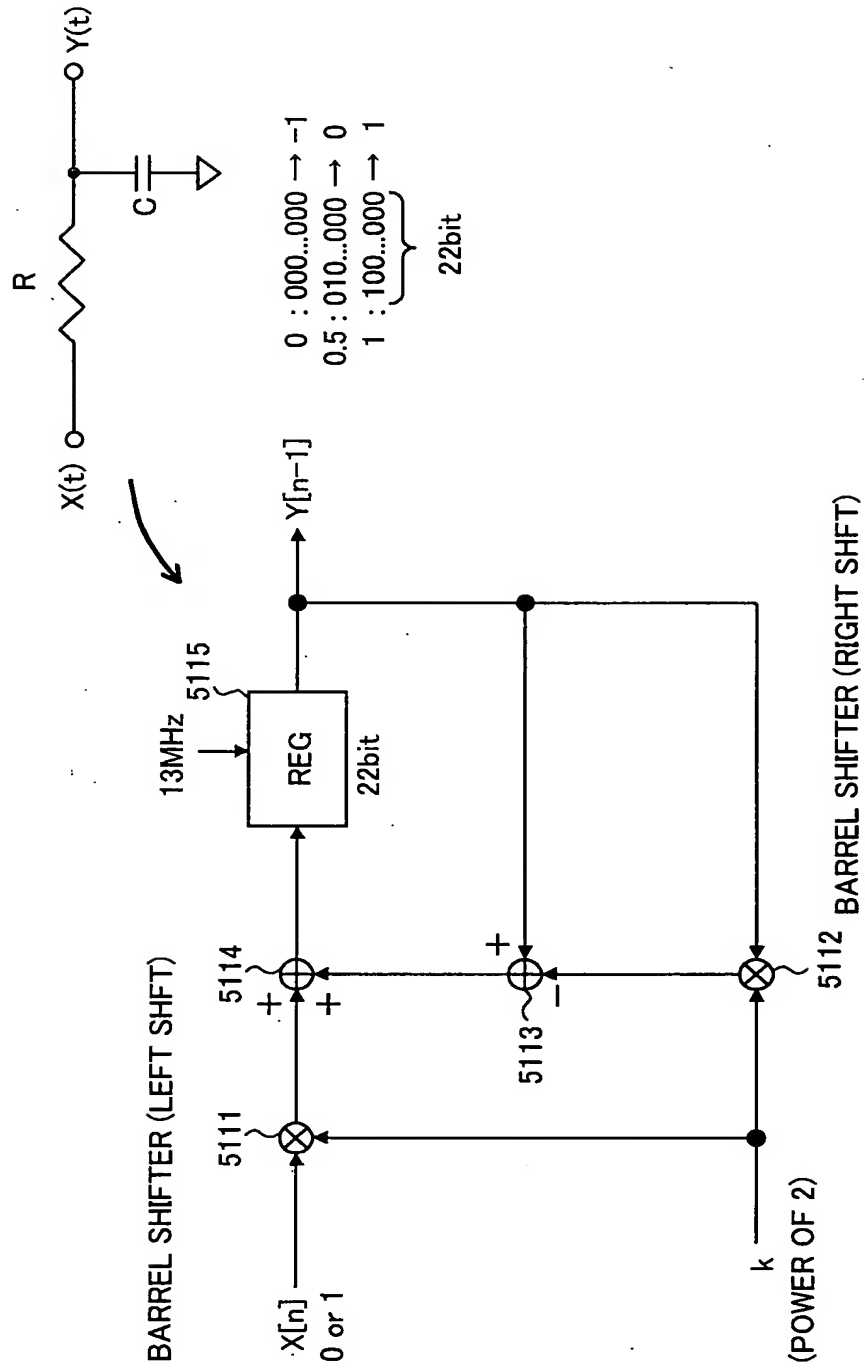 R
X(t)
Y(t)
C
0 : 000...000 → −1
0.5 : 010...000 → 0
1 : 100...000 → 1
22bit
BARREL SHIFTER (LEFT SHFT)
13MHz
5115
REG
22bit
Y[n−1]
5114
+
+
5111
X[n]
0 or 1
+
−
5113
5112
k
(POWER OF 2)
BARREL SHIFTER (RIGHT SHFT)